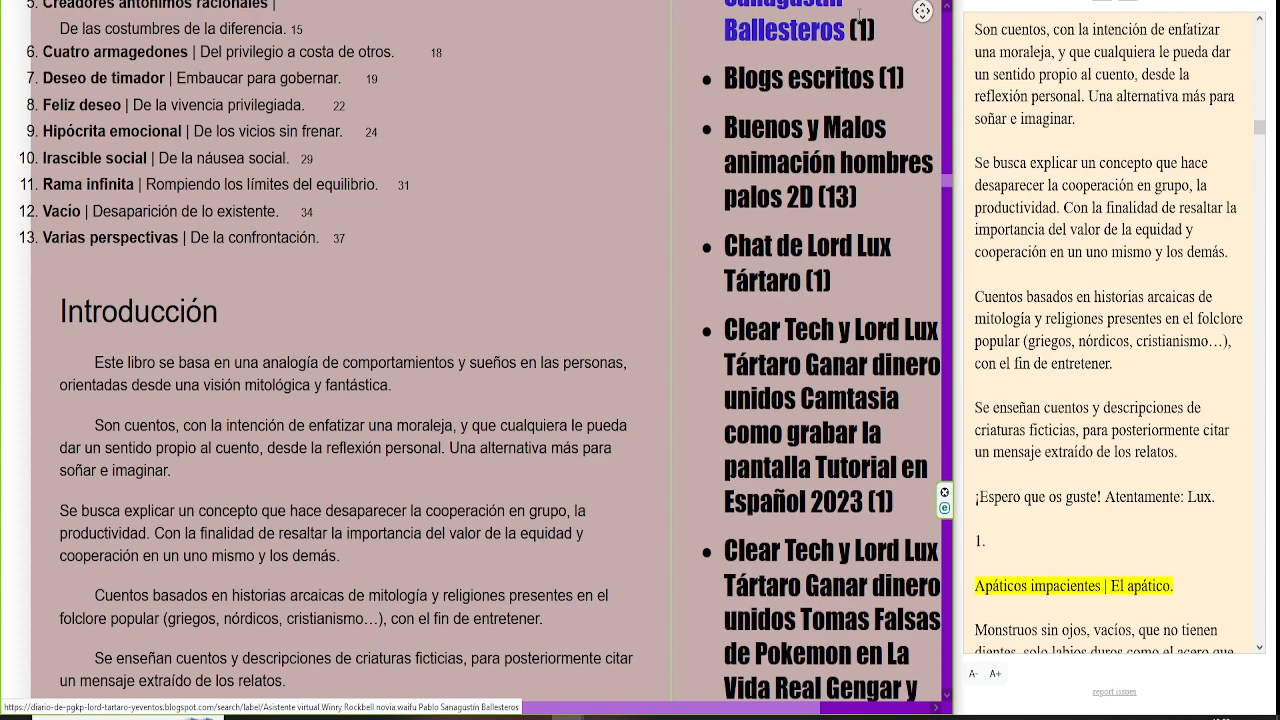 5. Creadores antónimos racionales |
De las costumbres de la diferencia. 15
6. Cuatro armagedones | Del privilegio a costa de otros. 18
7. Deseo de timador | Embaucar para gobernar. 19
8. Feliz deseo | De la vivencia privilegiada. 22
9. Hipócrita emocional | De los vicios sin frenar. 24
10. Irascible social | De la náusea social. 29
11. Rama infinita | Rompiendo los límites del equilibrio. 31
12. Vacío | Desaparición de lo existente. 34
13. Varias perspectivas | De la confrontación. 37
Introducción
Este libro se basa en una analogía de comportamientos y sueños en las personas,
orientadas desde una visión mitológica y fantástica.
Son cuentos, con la intención de enfatizar una moraleja, y que cualquiera le pueda
dar un sentido propio al cuento, desde la reflexión personal. Una alternativa más para
soñar e imaginar.
Se busca explicar un concepto que hace desaparecer la cooperación en grupo, la
productividad. Con la finalidad de resaltar la importancia del valor de la equidad y
cooperación en un uno mismo y los demás.
Cuentos basados en historias arcaicas de mitología y religiones presentes en el
folclore popular (griegos, nórdicos, cristianismo…), con el fin de entretener.
Se enseñan cuentos y descripciones de criaturas ficticias, para posteriormente citar
un mensaje extraído de los relatos.
Sanagustín
Ballesteros (1)
Blogs escritos (1)
Buenos y Malos
animación hombres
palos 2D (13)
Chat de Lord Lux
Tártaro (1)
Clear Tech y Lord Lux
Tártaro Ganar dinero
unidos Camtasia
como grabar la
pantalla Tutorial en
Español 2023 (1)
Clear Tech y Lord Lux
Tártaro Ganar dinero
unidos Tomas Falsas
de Pokemon en La
Vida Real Gengar y
Son cuentos, con la intención de enfatizar
una moraleja, y que cualquiera le pueda dar
un sentido propio al cuento, desde la
reflexión personal. Una alternativa más para
soñar e imaginar.
Se busca explicar un concepto que hace
desaparecer la cooperación en grupo, la
productividad. Con la finalidad de resaltar la
importancia del valor de la equidad y
cooperación en un uno mismo y los demás.
Cuentos basados en historias arcaicas de
mitología y religiones presentes en el folclore
popular (griegos, nórdicos, cristianismo…),
con el fin de entretener.
Se enseñan cuentos y descripciones de
criaturas ficticias, para posteriormente citar
un mensaje extraído de los relatos.
¡Espero que os guste! Atentamente: Lux.
1.
Apáticos impacientes | El apático.
Monstruos sin ojos, vacíos, que no tienen
dientes, solo labios duros como el acero que
A- A+
report issues
https://diario-de-pgkp-lord-tartaro-yeventos.blogspot.com/search/label/Asistente virtual Winry Rockbell novia waifu Pablo Sanagustín Ballesteros